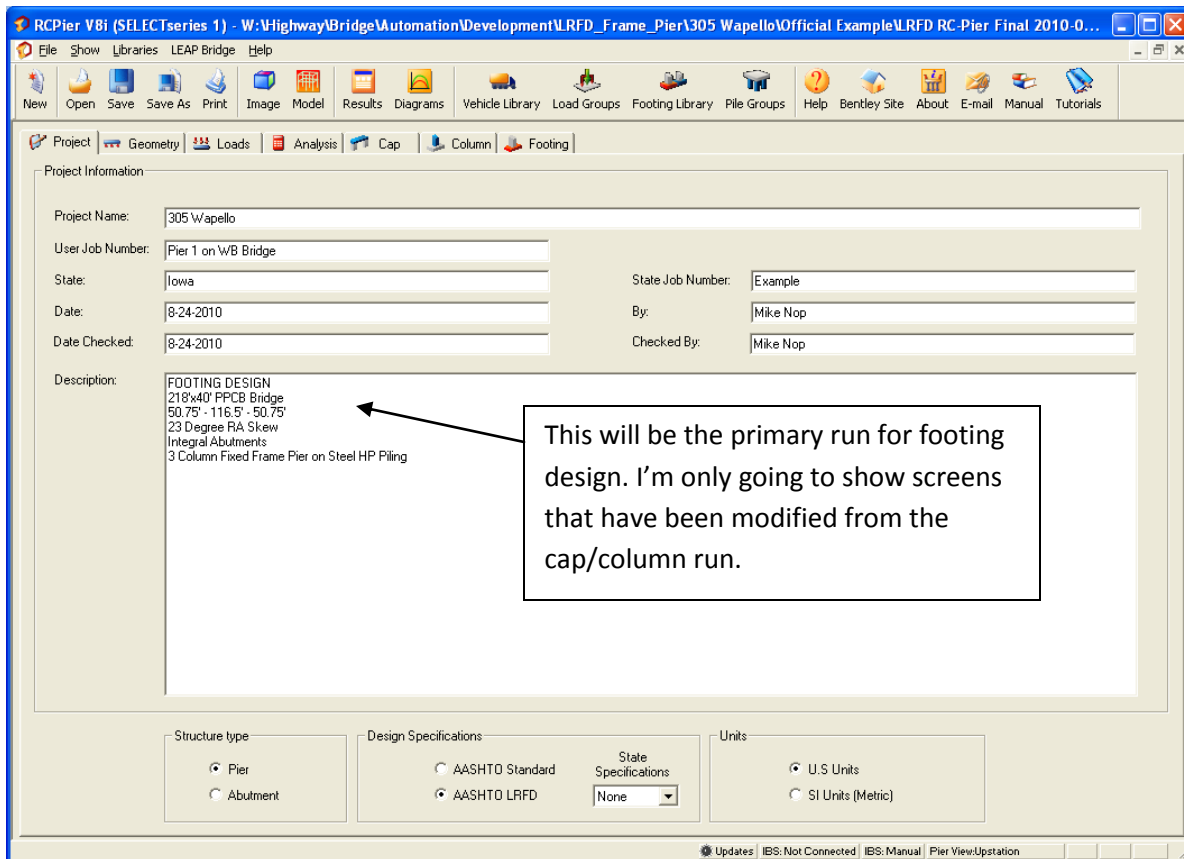 RCPier V8i (SELECTseries 1) - W:\Highway\Bridge\Automation\Development\LRFD_Frame_Pier\305 Wapello\Official Example\LRFD RC-Pier Final 2010-0...
File Show Libraries LEAP Bridge Help
New Open Save Save As Print Image Model Results Diagrams Vehicle Library Load Groups Footing Library Pile Groups Help Bentley Site About E-mail Manual Tutorials
Project Geometry Loads Analysis Cap Column Footing
Project Information
Project Name: 305 Wapello
User Job Number: Pier 1 on WB Bridge
State: Iowa State Job Number: Example
Date: 8-24-2010 By: Mike Nop
Date Checked: 8-24-2010 Checked By: Mike Nop
Description:
FOOTING DESIGN
218'x40' PPCB Bridge
50.75' - 116.5' - 50.75'
23 Degree RA Skew
Integral Abutments
3 Column Fixed Frame Pier on Steel HP Piling
This will be the primary run for footing
design. I'm only going to show screens
that have been modified from the
cap/column run.
Structure type
Pier
Abutment
Design Specifications
AASHTO Standard
AASHTO LRFD
State
Specifications
None
Units
U.S Units
SI Units (Metric)
Updates IBS: Not Connected IBS: Manual Pier View:Upstation